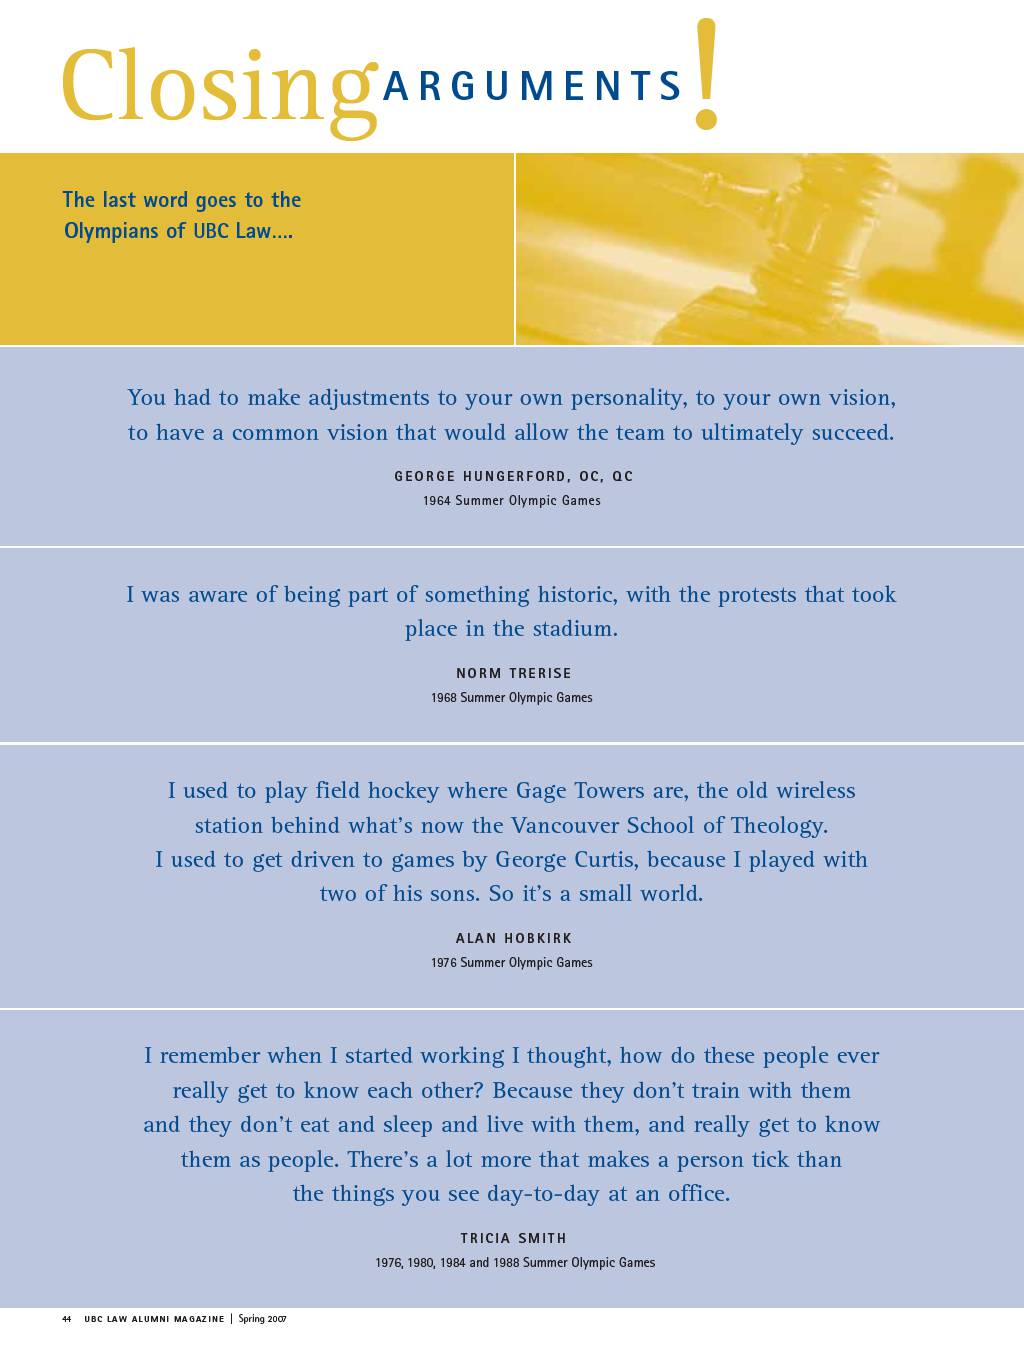 Closing ARGUMENTS!
The last word goes to the
Olympians of UBC Law....
You had to make adjustments to your own personality, to your own vision,
to have a common vision that would allow the team to ultimately succeed.
GEORGE HUNGERFORD, OC, QC
1964 Summer Olympic Games
I was aware of being part of something historic, with the protests that took
place in the stadium.
NORM TRERISE
1968 Summer Olympic Games
I used to play field hockey where Gage Towers are, the old wireless
station behind what's now the Vancouver School of Theology.
I used to get driven to games by George Curtis, because I played with
two of his sons. So it's a small world.
ALAN HOBKIRK
1976 Summer Olympic Games
I remember when I started working I thought, how do these people ever
really get to know each other? Because they don't train with them
and they don't eat and sleep and live with them, and really get to know
them as people. There's a lot more that makes a person tick than
the things you see day-to-day at an office.
TRICIA SMITH
1976, 1980, 1984 and 1988 Summer Olympic Games
44 UBC LAW ALUMNI MAGAZINE | Spring 2007